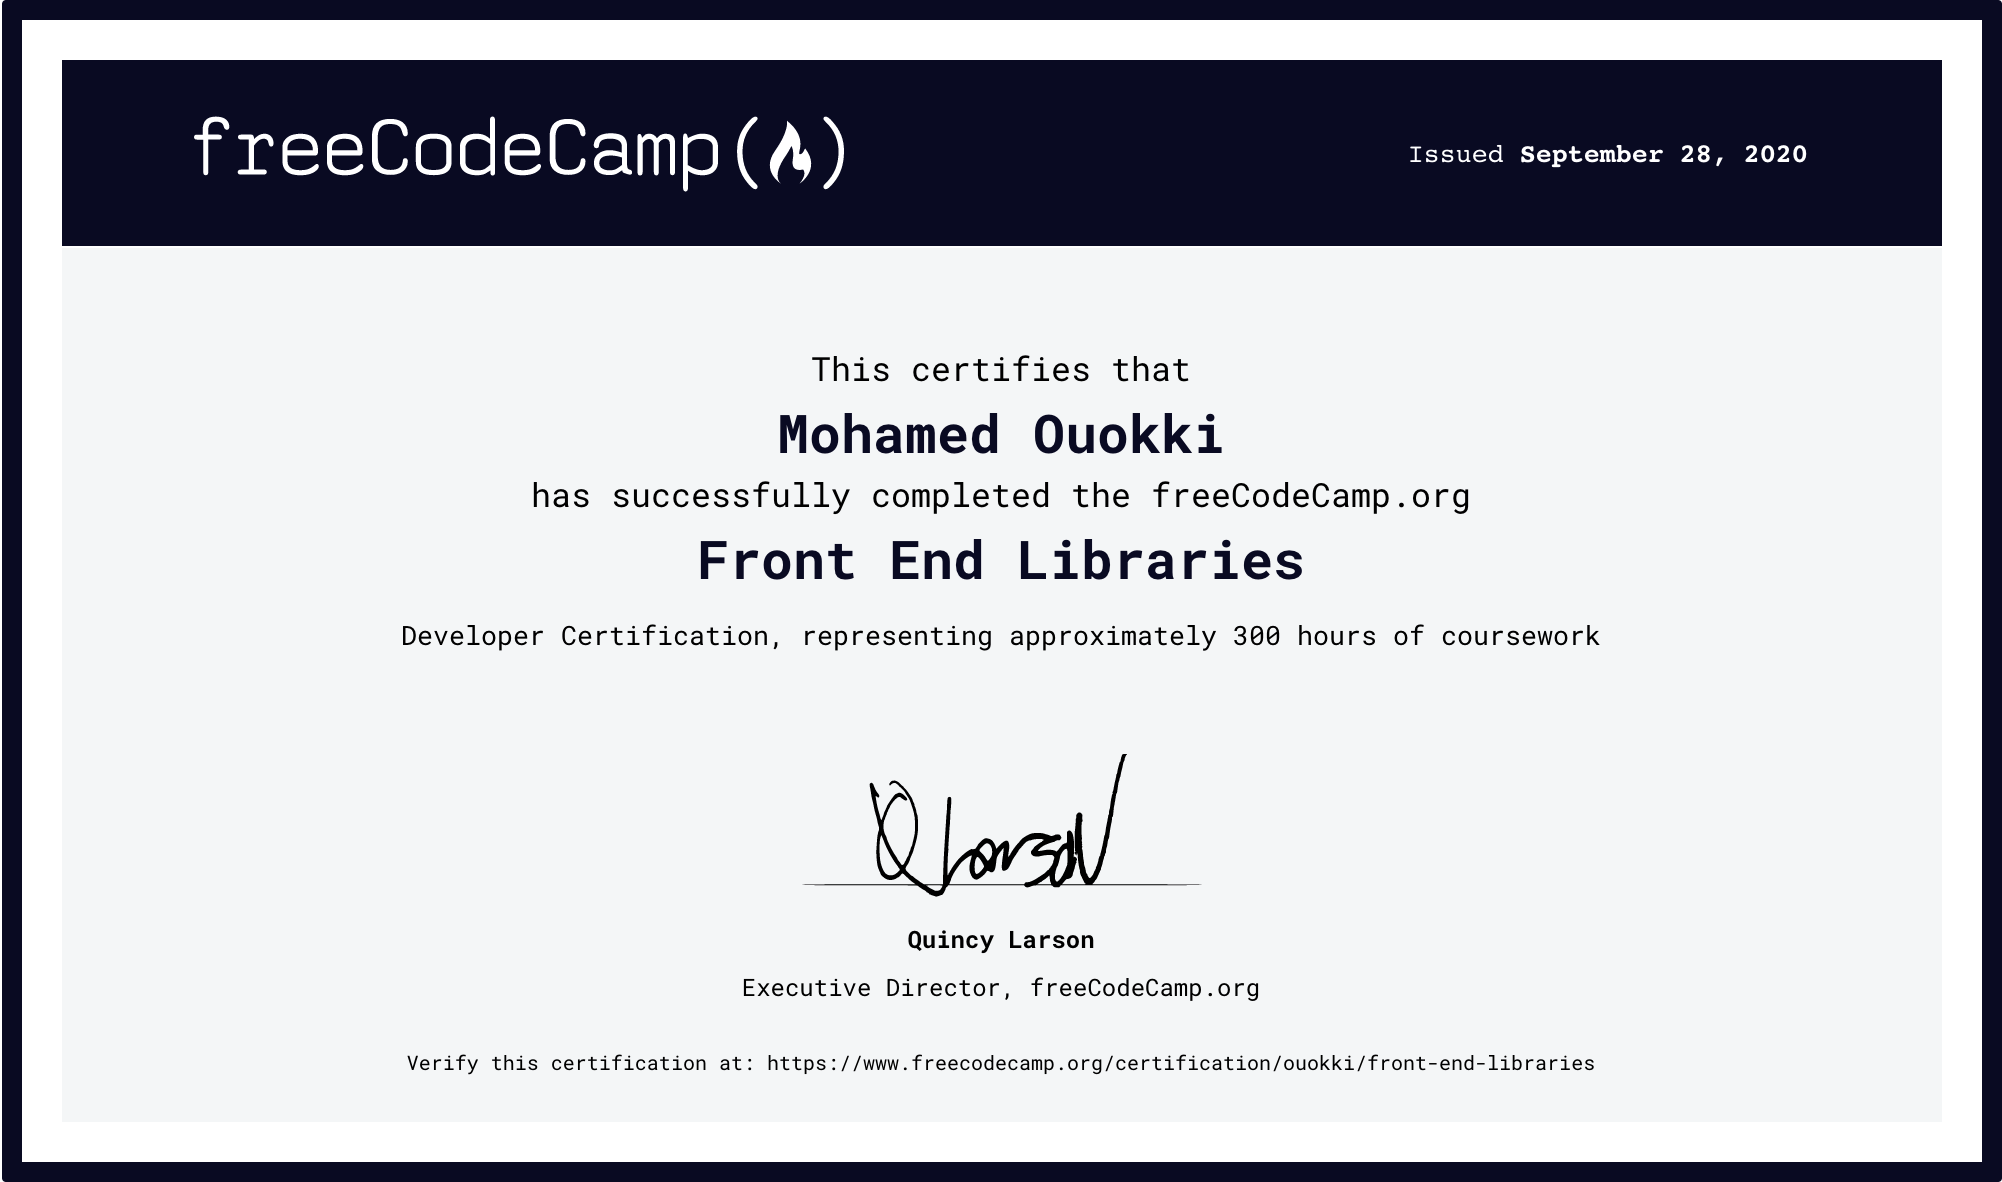 freeCodeCamp(🔥)
Issued September 28, 2020
This certifies that
Mohamed Ouokki
has successfully completed the freeCodeCamp.org
Front End Libraries
Developer Certification, representing approximately 300 hours of coursework
Q Larson
Quincy Larson
Executive Director, freeCodeCamp.org
Verify this certification at: https://www.freecodecamp.org/certification/ouokki/front-end-libraries